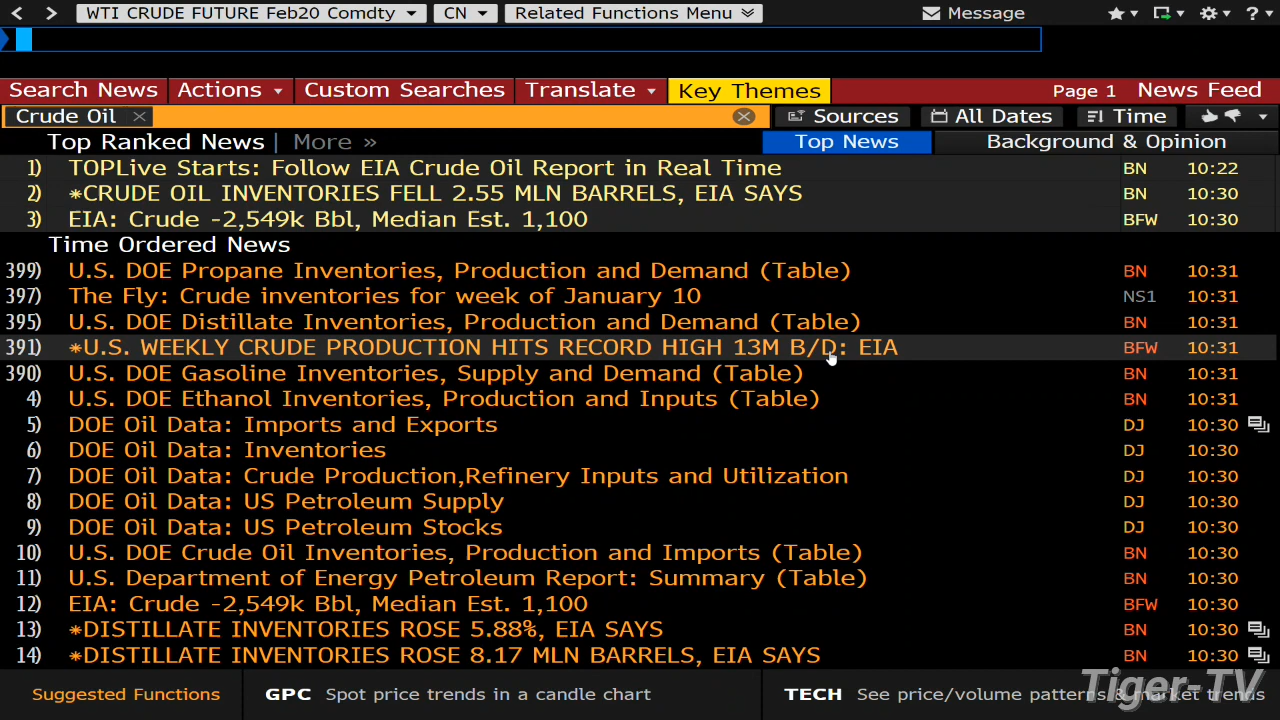 WTI CRUDE FUTURE Feb20 Comdty CN Related Functions Menu Message ?
Search News Actions Custom Searches Translate Key Themes Page 1 News Feed
Crude Oil Sources All Dates Time
Top Ranked News | More » Top News Background & Opinion
1) TOPLive Starts: Follow EIA Crude Oil Report in Real Time BN 10:22
2) *CRUDE OIL INVENTORIES FELL 2.55 MLN BARRELS, EIA SAYS BN 10:30
3) EIA: Crude -2,549k Bbl, Median Est. 1,100 BFW 10:30
Time Ordered News
399) U.S. DOE Propane Inventories, Production and Demand (Table) BN 10:31
397) The Fly: Crude inventories for week of January 10 NS1 10:31
395) U.S. DOE Distillate Inventories, Production and Demand (Table) BN 10:31
391) *U.S. WEEKLY CRUDE PRODUCTION HITS RECORD HIGH 13M B/D: EIA BFW 10:31
390) U.S. DOE Gasoline Inventories, Supply and Demand (Table) BN 10:31
4) U.S. DOE Ethanol Inventories, Production and Inputs (Table) BN 10:31
5) DOE Oil Data: Imports and Exports DJ 10:30
6) DOE Oil Data: Inventories DJ 10:30
7) DOE Oil Data: Crude Production,Refinery Inputs and Utilization DJ 10:30
8) DOE Oil Data: US Petroleum Supply DJ 10:30
9) DOE Oil Data: US Petroleum Stocks DJ 10:30
10) U.S. DOE Crude Oil Inventories, Production and Imports (Table) BN 10:30
11) U.S. Department of Energy Petroleum Report: Summary (Table) BN 10:30
12) EIA: Crude -2,549k Bbl, Median Est. 1,100 BFW 10:30
13) *DISTILLATE INVENTORIES ROSE 5.88%, EIA SAYS BN 10:30
14) *DISTILLATE INVENTORIES ROSE 8.17 MLN BARRELS, EIA SAYS BN 10:30
Suggested Functions GPC Spot price trends in a candle chart TECH See price/volume patterns & market trends
Tiger-TV